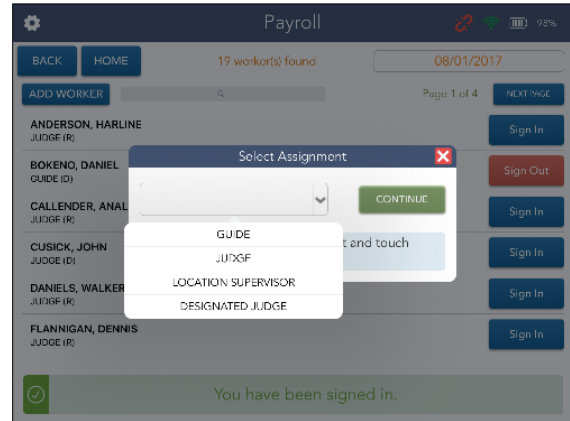 Payroll
98%
BACK HOME 19 worker(s) found 08/01/2017
ADD WORKER Page 1 of 4 NEXT PAGE
ANDERSON, HARLINE
JUDGE (R)
Sign In
BOKENO, DANIEL
GUIDE (D)
Sign Out
CALLENDER, ANAL
JUDGE (R)
Sign In
CUSICK, JOHN
JUDGE (D)
Sign In
DANIELS, WALKER
JUDGE (R)
Sign In
FLANNIGAN, DENNIS
JUDGE (R)
Sign In
Select Assignment
CONTINUE
and touch
GUIDE
JUDGE
LOCATION SUPERVISOR
DESIGNATED JUDGE
You have been signed in.